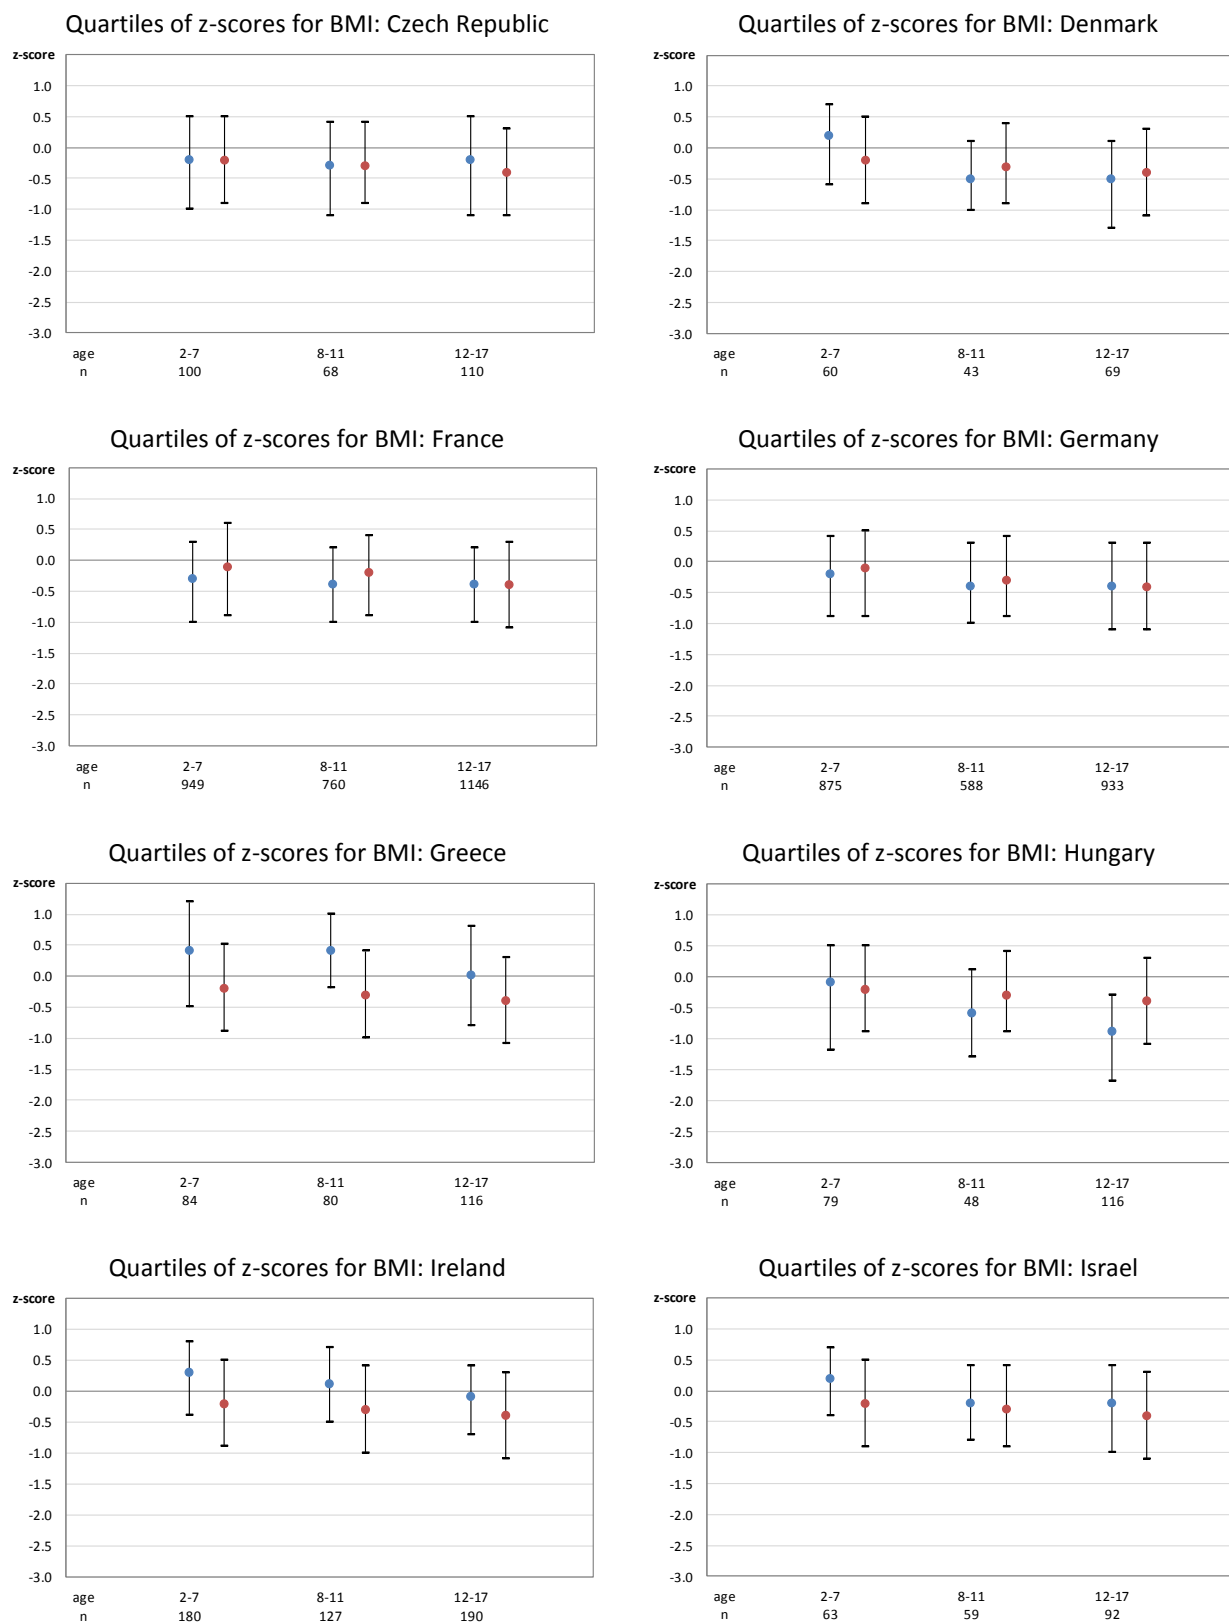 Quartiles of z-scores for BMI: Czech Republic
z-score
1.0
0.5
0.0
-0.5
-1.0
-1.5
-2.0
-2.5
-3.0
age 2-7 8-11 12-17
n 100 68 110
Quartiles of z-scores for BMI: Denmark
z-score
1.0
0.5
0.0
-0.5
-1.0
-1.5
-2.0
-2.5
-3.0
age 2-7 8-11 12-17
n 60 43 69
Quartiles of z-scores for BMI: France
z-score
1.0
0.5
0.0
-0.5
-1.0
-1.5
-2.0
-2.5
-3.0
age 2-7 8-11 12-17
n 949 760 1146
Quartiles of z-scores for BMI: Germany
z-score
1.0
0.5
0.0
-0.5
-1.0
-1.5
-2.0
-2.5
-3.0
age 2-7 8-11 12-17
n 875 588 933
Quartiles of z-scores for BMI: Greece
z-score
1.0
0.5
0.0
-0.5
-1.0
-1.5
-2.0
-2.5
-3.0
age 2-7 8-11 12-17
n 84 80 116
Quartiles of z-scores for BMI: Hungary
z-score
1.0
0.5
0.0
-0.5
-1.0
-1.5
-2.0
-2.5
-3.0
age 2-7 8-11 12-17
n 79 48 116
Quartiles of z-scores for BMI: Ireland
z-score
1.0
0.5
0.0
-0.5
-1.0
-1.5
-2.0
-2.5
-3.0
age 2-7 8-11 12-17
n 180 127 190
Quartiles of z-scores for BMI: Israel
z-score
1.0
0.5
0.0
-0.5
-1.0
-1.5
-2.0
-2.5
-3.0
age 2-7 8-11 12-17
n 63 59 92